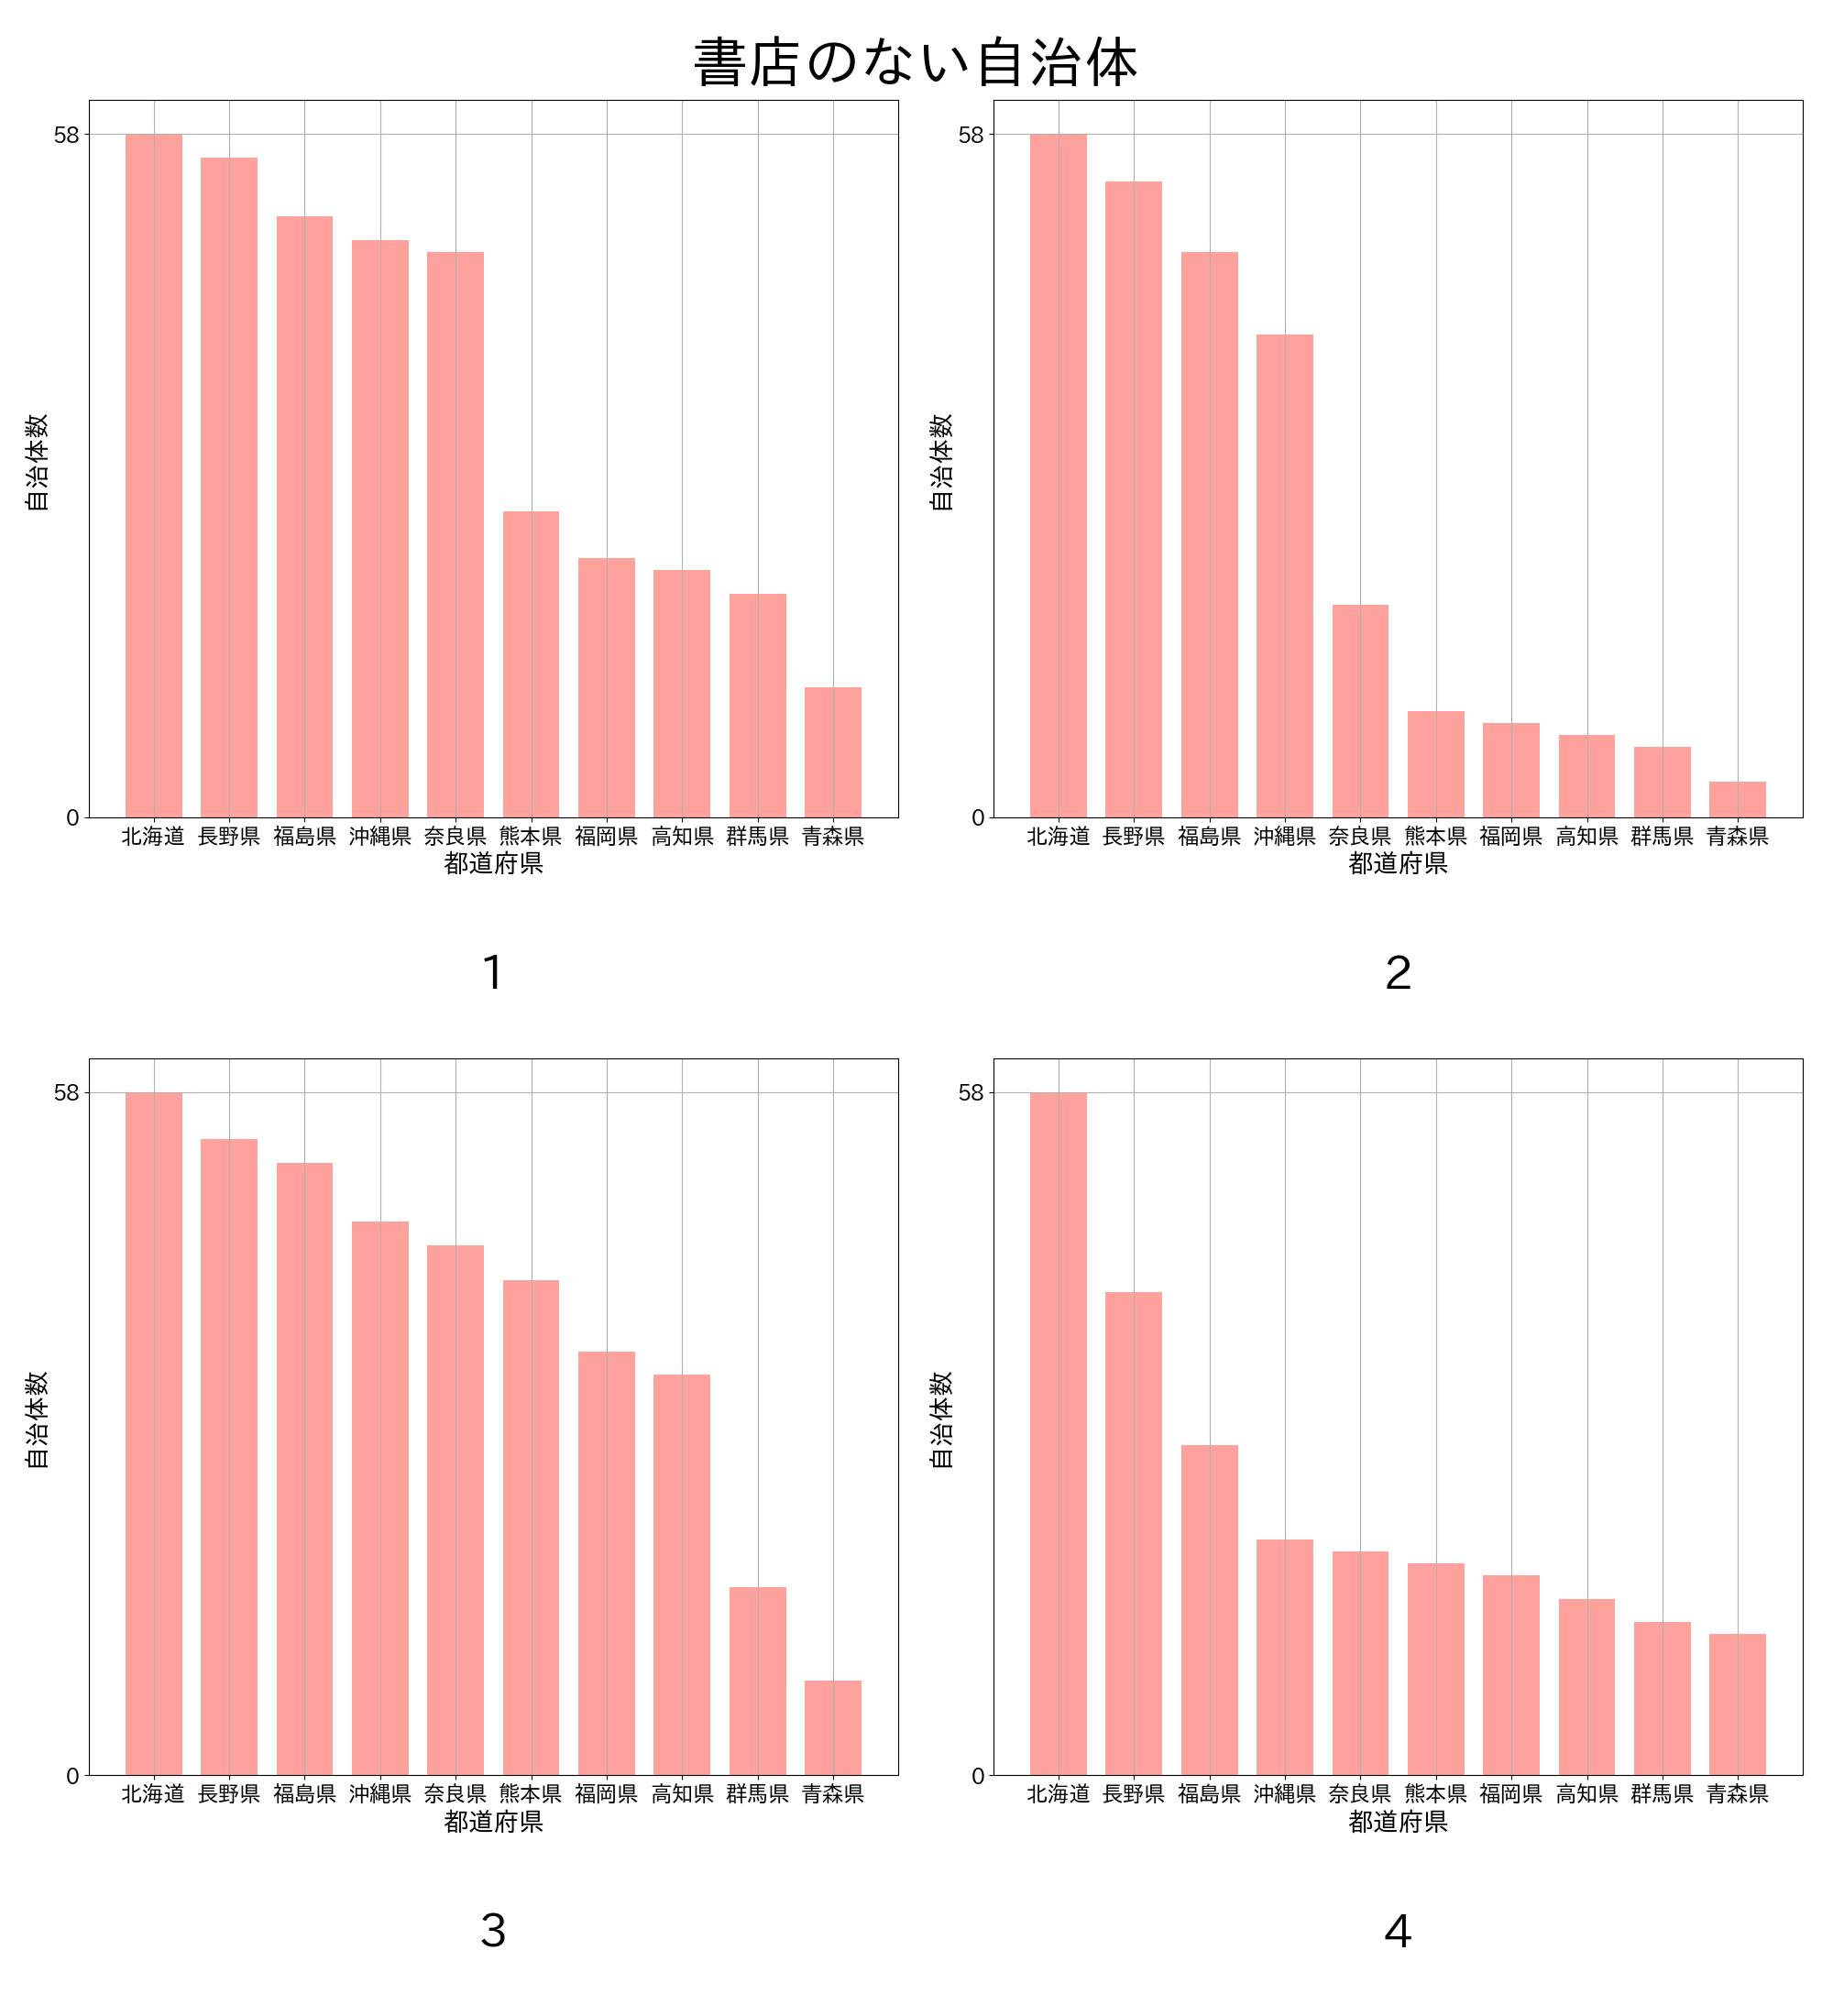 書店のない自治体
58
0
自治体数
北海道 長野県 福島県 沖縄県 奈良県 熊本県 福岡県 高知県 群馬県 青森県
都道府県
1
58
0
自治体数
北海道 長野県 福島県 沖縄県 奈良県 熊本県 福岡県 高知県 群馬県 青森県
都道府県
2
58
0
自治体数
北海道 長野県 福島県 沖縄県 奈良県 熊本県 福岡県 高知県 群馬県 青森県
都道府県
3
58
0
自治体数
北海道 長野県 福島県 沖縄県 奈良県 熊本県 福岡県 高知県 群馬県 青森県
都道府県
4